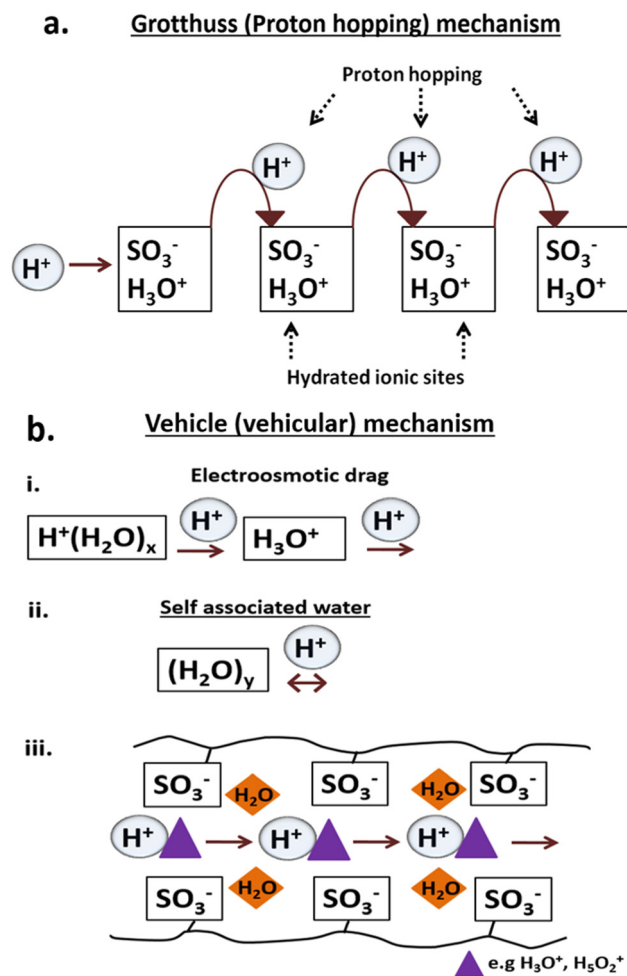 a. Grotthuss (Proton hopping) mechanism
Proton hopping
H⁺ H⁺ H⁺
H⁺
SO₃⁻ SO₃⁻ SO₃⁻ SO₃⁻
H₃O⁺ H₃O⁺ H₃O⁺ H₃O⁺
Hydrated ionic sites
b. Vehicle (vehicular) mechanism
i. Electroosmotic drag
H⁺(H₂O)ₓ H⁺ H₃O⁺ H⁺
ii. Self associated water
(H₂O)y H⁺
iii.
SO₃⁻ H₂O SO₃⁻ H₂O SO₃⁻
H⁺ H⁺ H⁺
SO₃⁻ H₂O SO₃⁻ H₂O SO₃⁻
e.g H₃O⁺, H₅O₂⁺